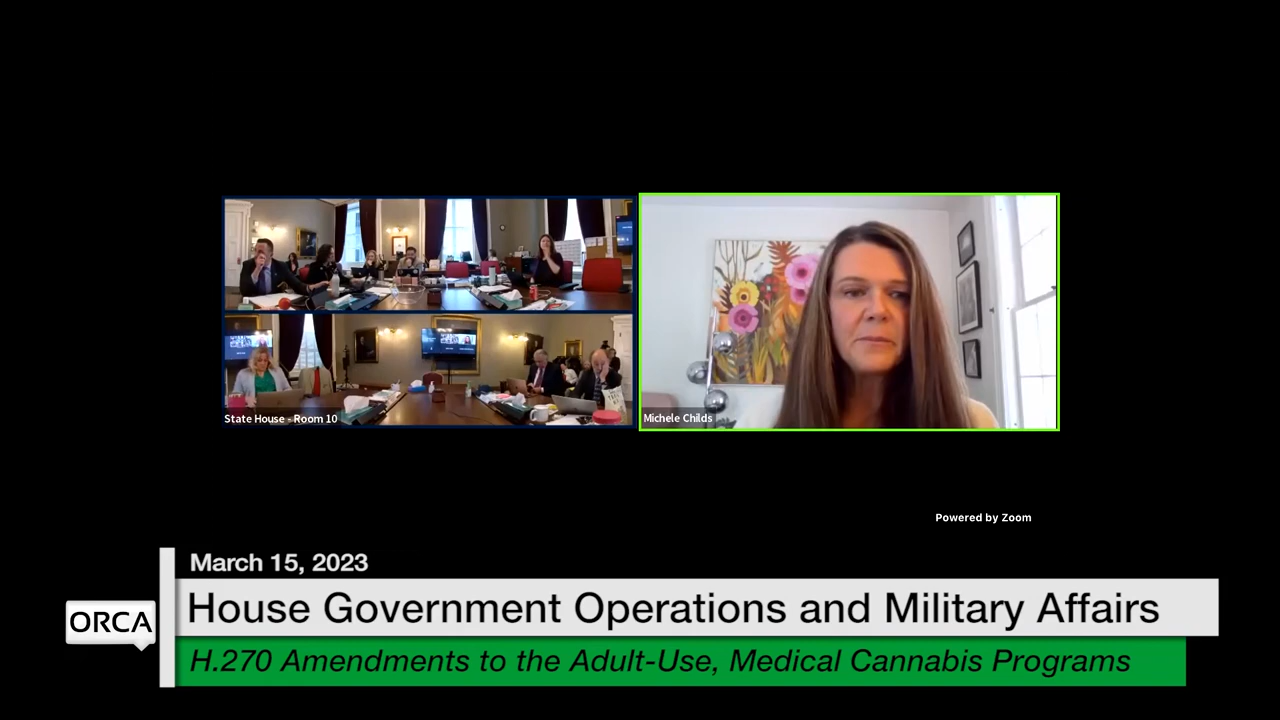 State House - Room 10
Michele Childs
Powered by Zoom
March 15, 2023
House Government Operations and Military Affairs
ORCA
H.270 Amendments to the Adult-Use, Medical Cannabis Programs